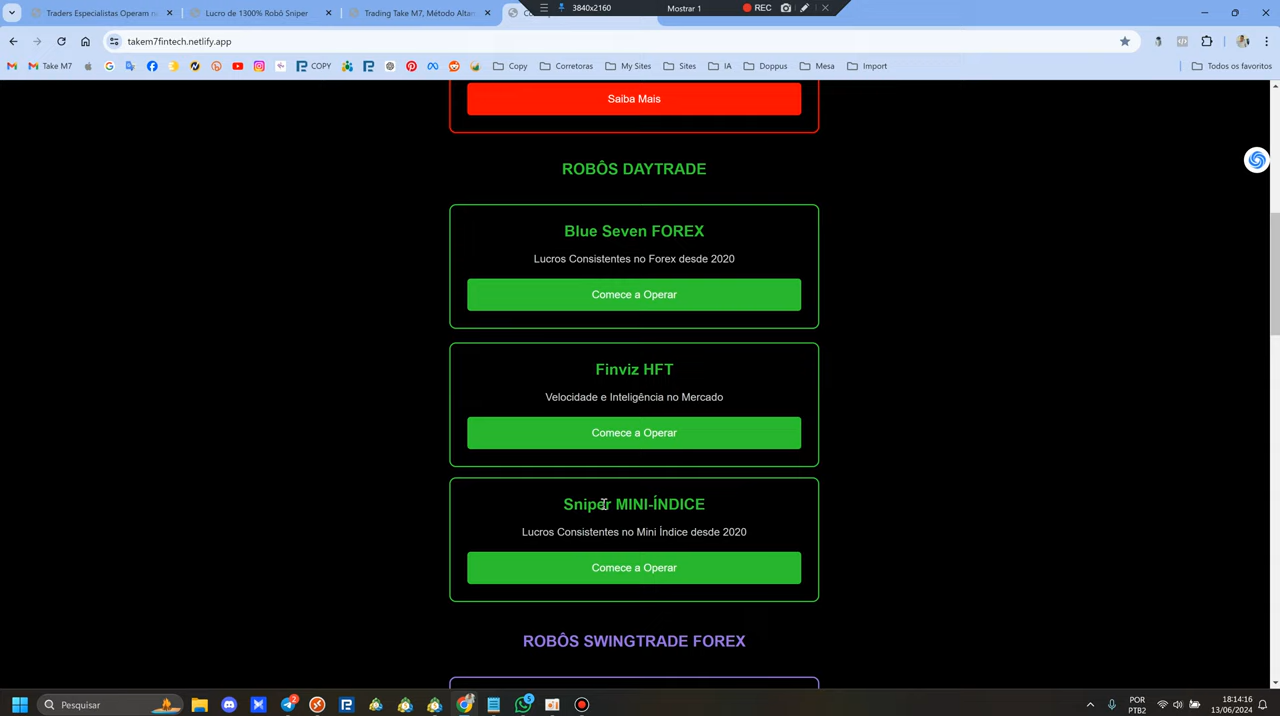 Traders Especialistas Operam n
Lucro de 1300% Robô Sniper
Trading Take M7, Método Altam
3840x2160
Mostrar 1
REC
takem7fintech.netlify.app
Gmail
Take M7
COPY
Copy
Corretoras
My Sites
Sites
IA
Doppus
Mesa
Import
Todos os favoritos
Saiba Mais
ROBÔS DAYTRADE
Blue Seven FOREX
Lucros Consistentes no Forex desde 2020
Comece a Operar
Finviz HFT
Velocidade e Inteligência no Mercado
Comece a Operar
Sniper MINI-ÍNDICE
Lucros Consistentes no Mini Índice desde 2020
Comece a Operar
ROBÔS SWINGTRADE FOREX
Pesquisar
2
5
POR
PTB2
18:14:16
13/06/2024